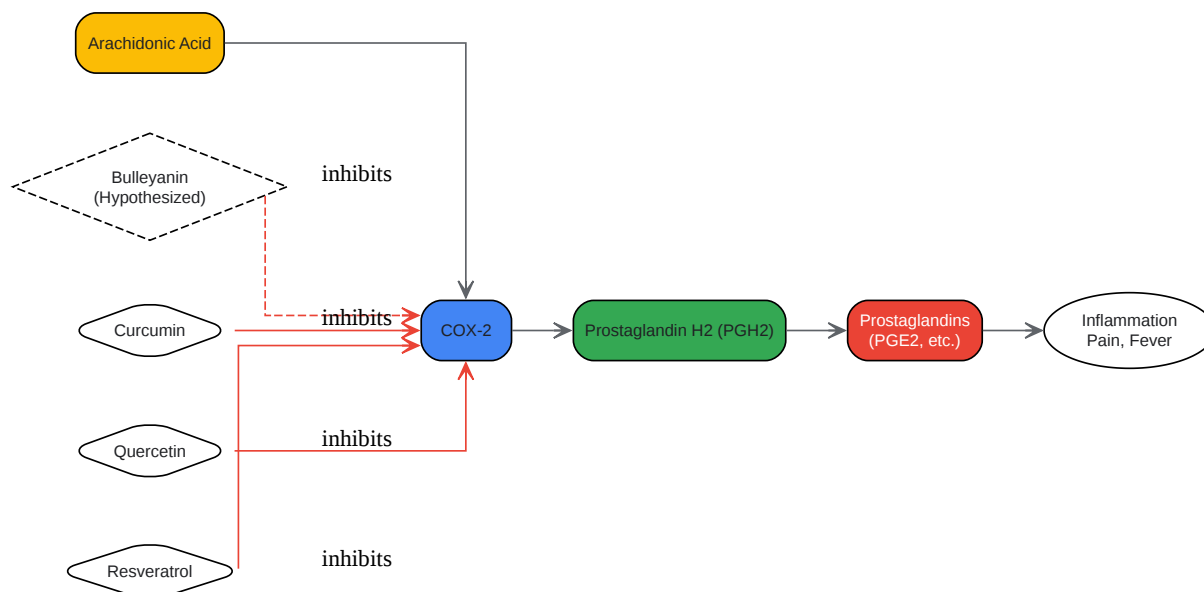 Arachidonic Acid
Bulleyanin
(Hypothesized)
inhibits
Curcumin
inhibits
COX-2
Prostaglandin H2 (PGH2)
Prostaglandins
(PGE2, etc.)
Inflammation
Pain, Fever
Quercetin
inhibits
Resveratrol
inhibits